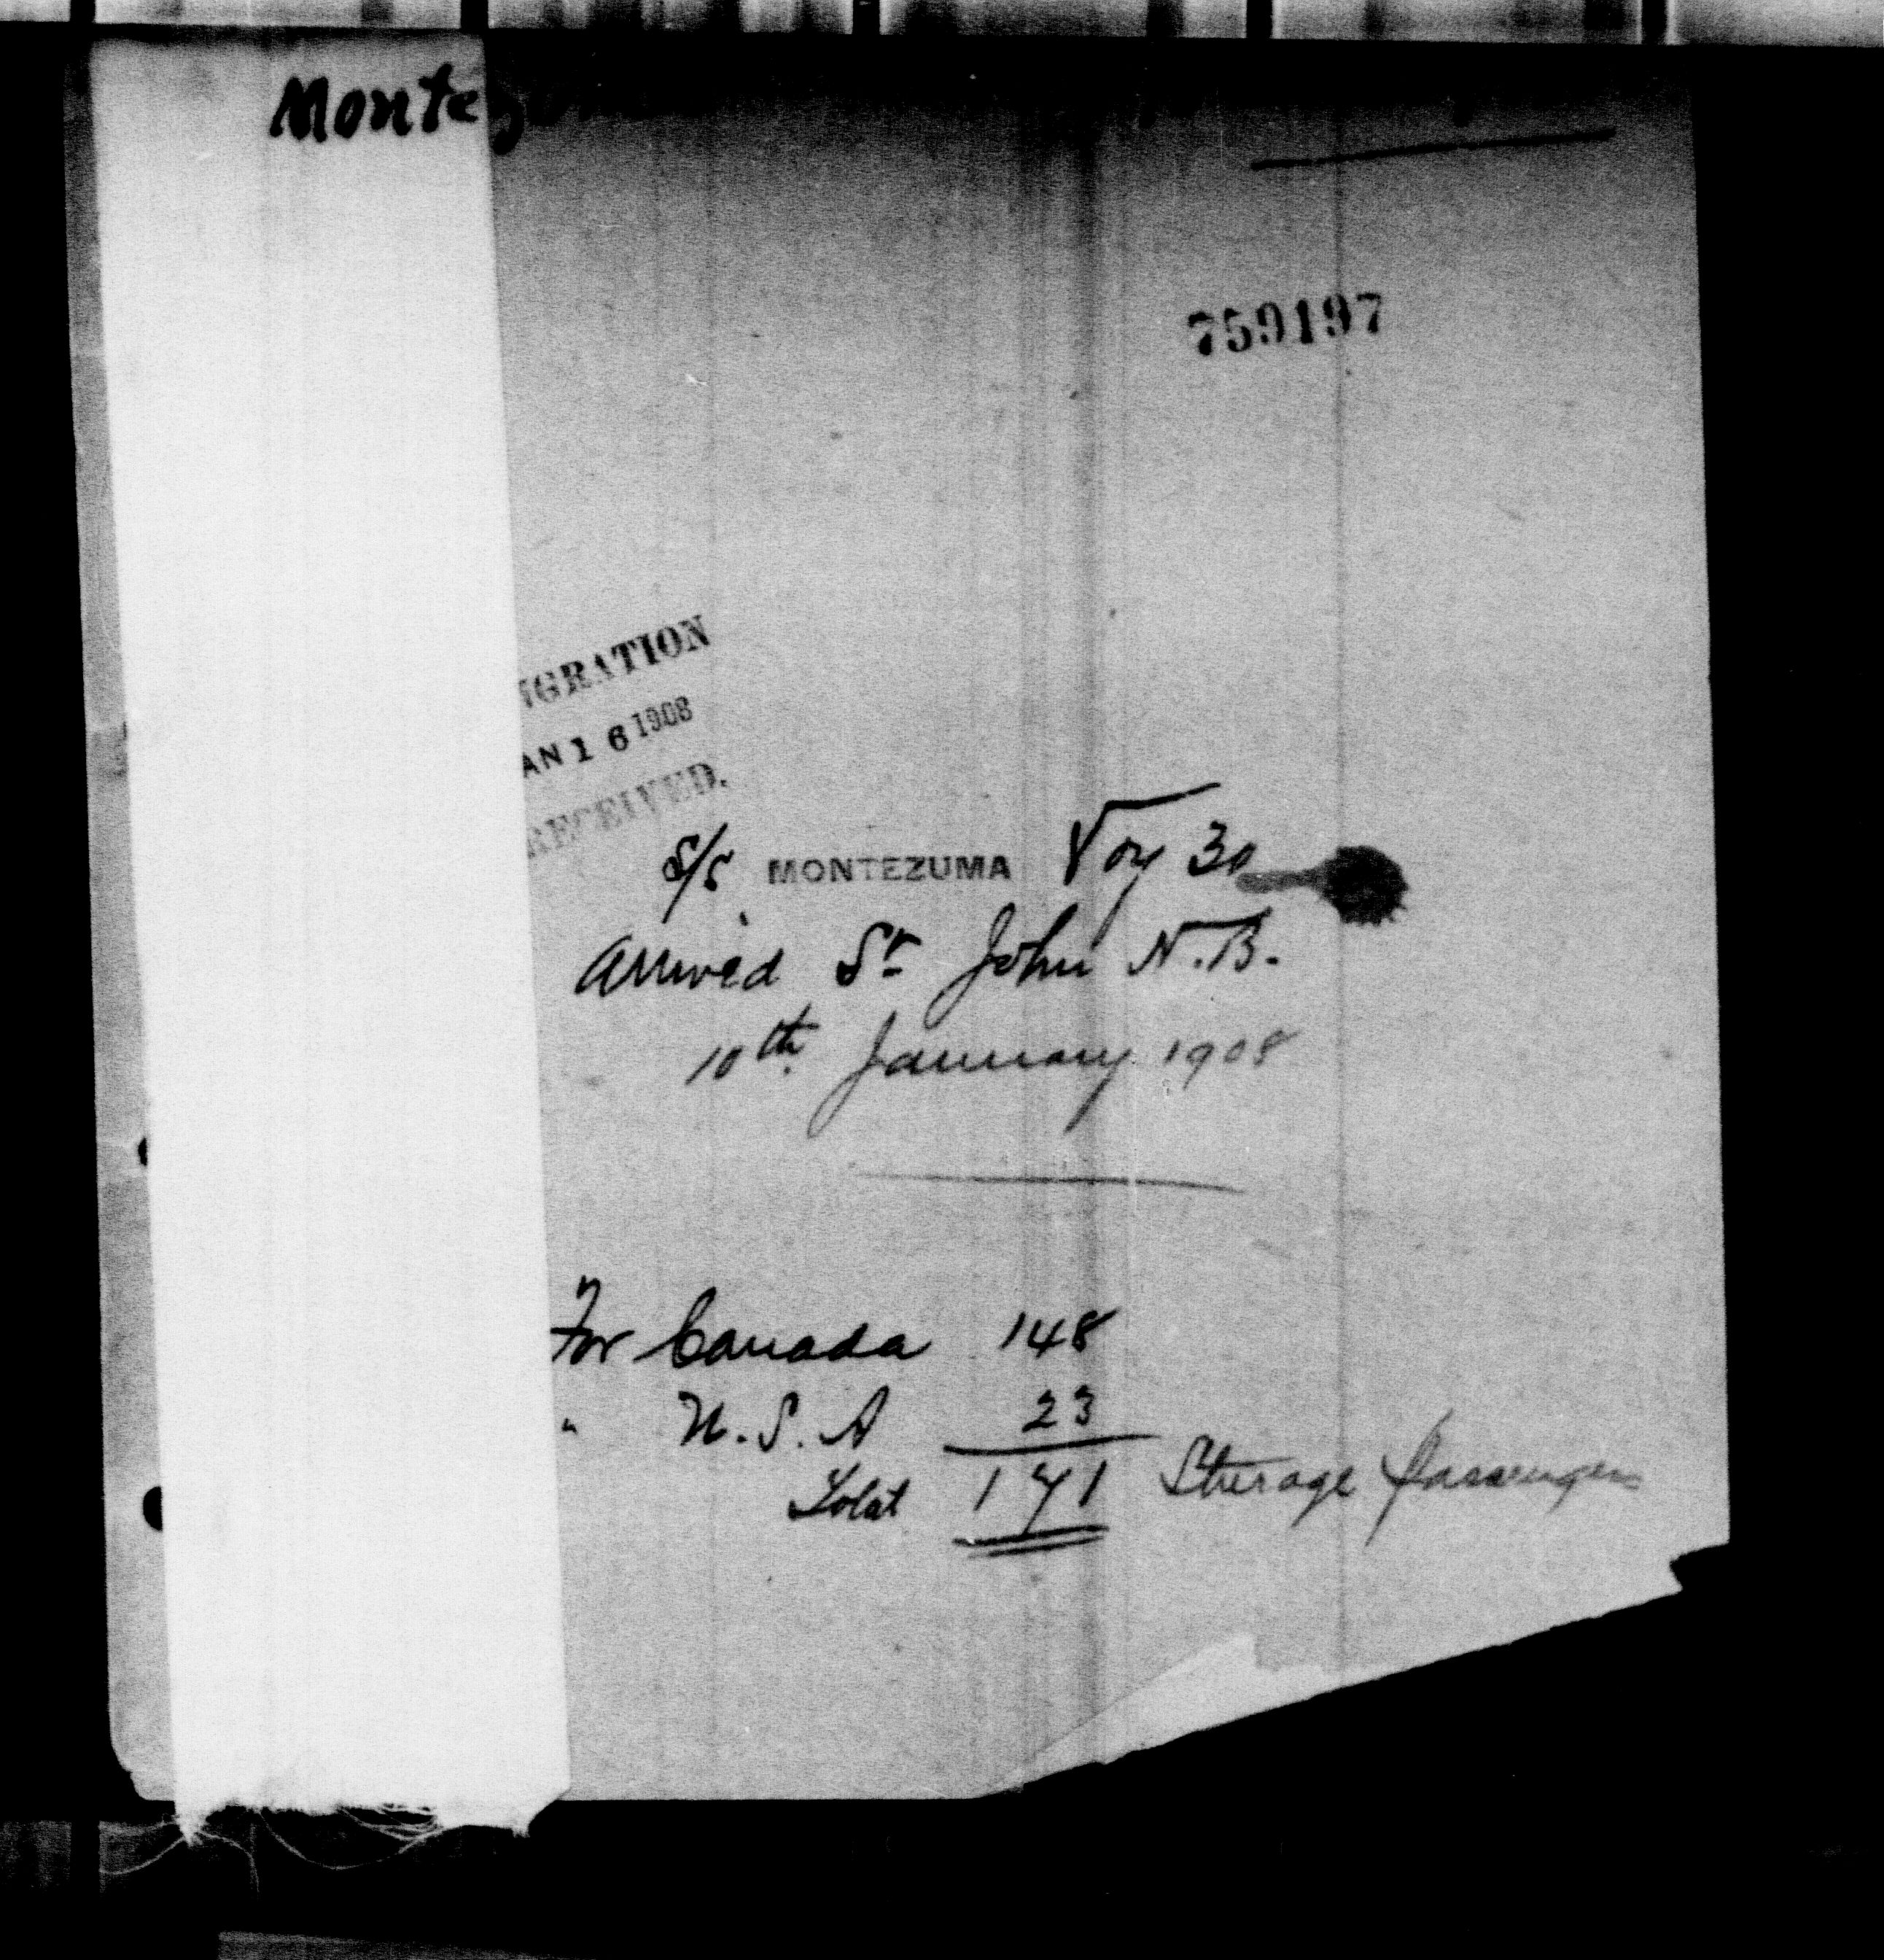 Montez
759197
IGRATION
AN 1 6 1908
RECEIVED.
S/S MONTEZUMA Voy 30
Arrived St John N.B.
10th January 1908
For Canada 148
" U.S.A 23
Total 171 Steerage Passengers